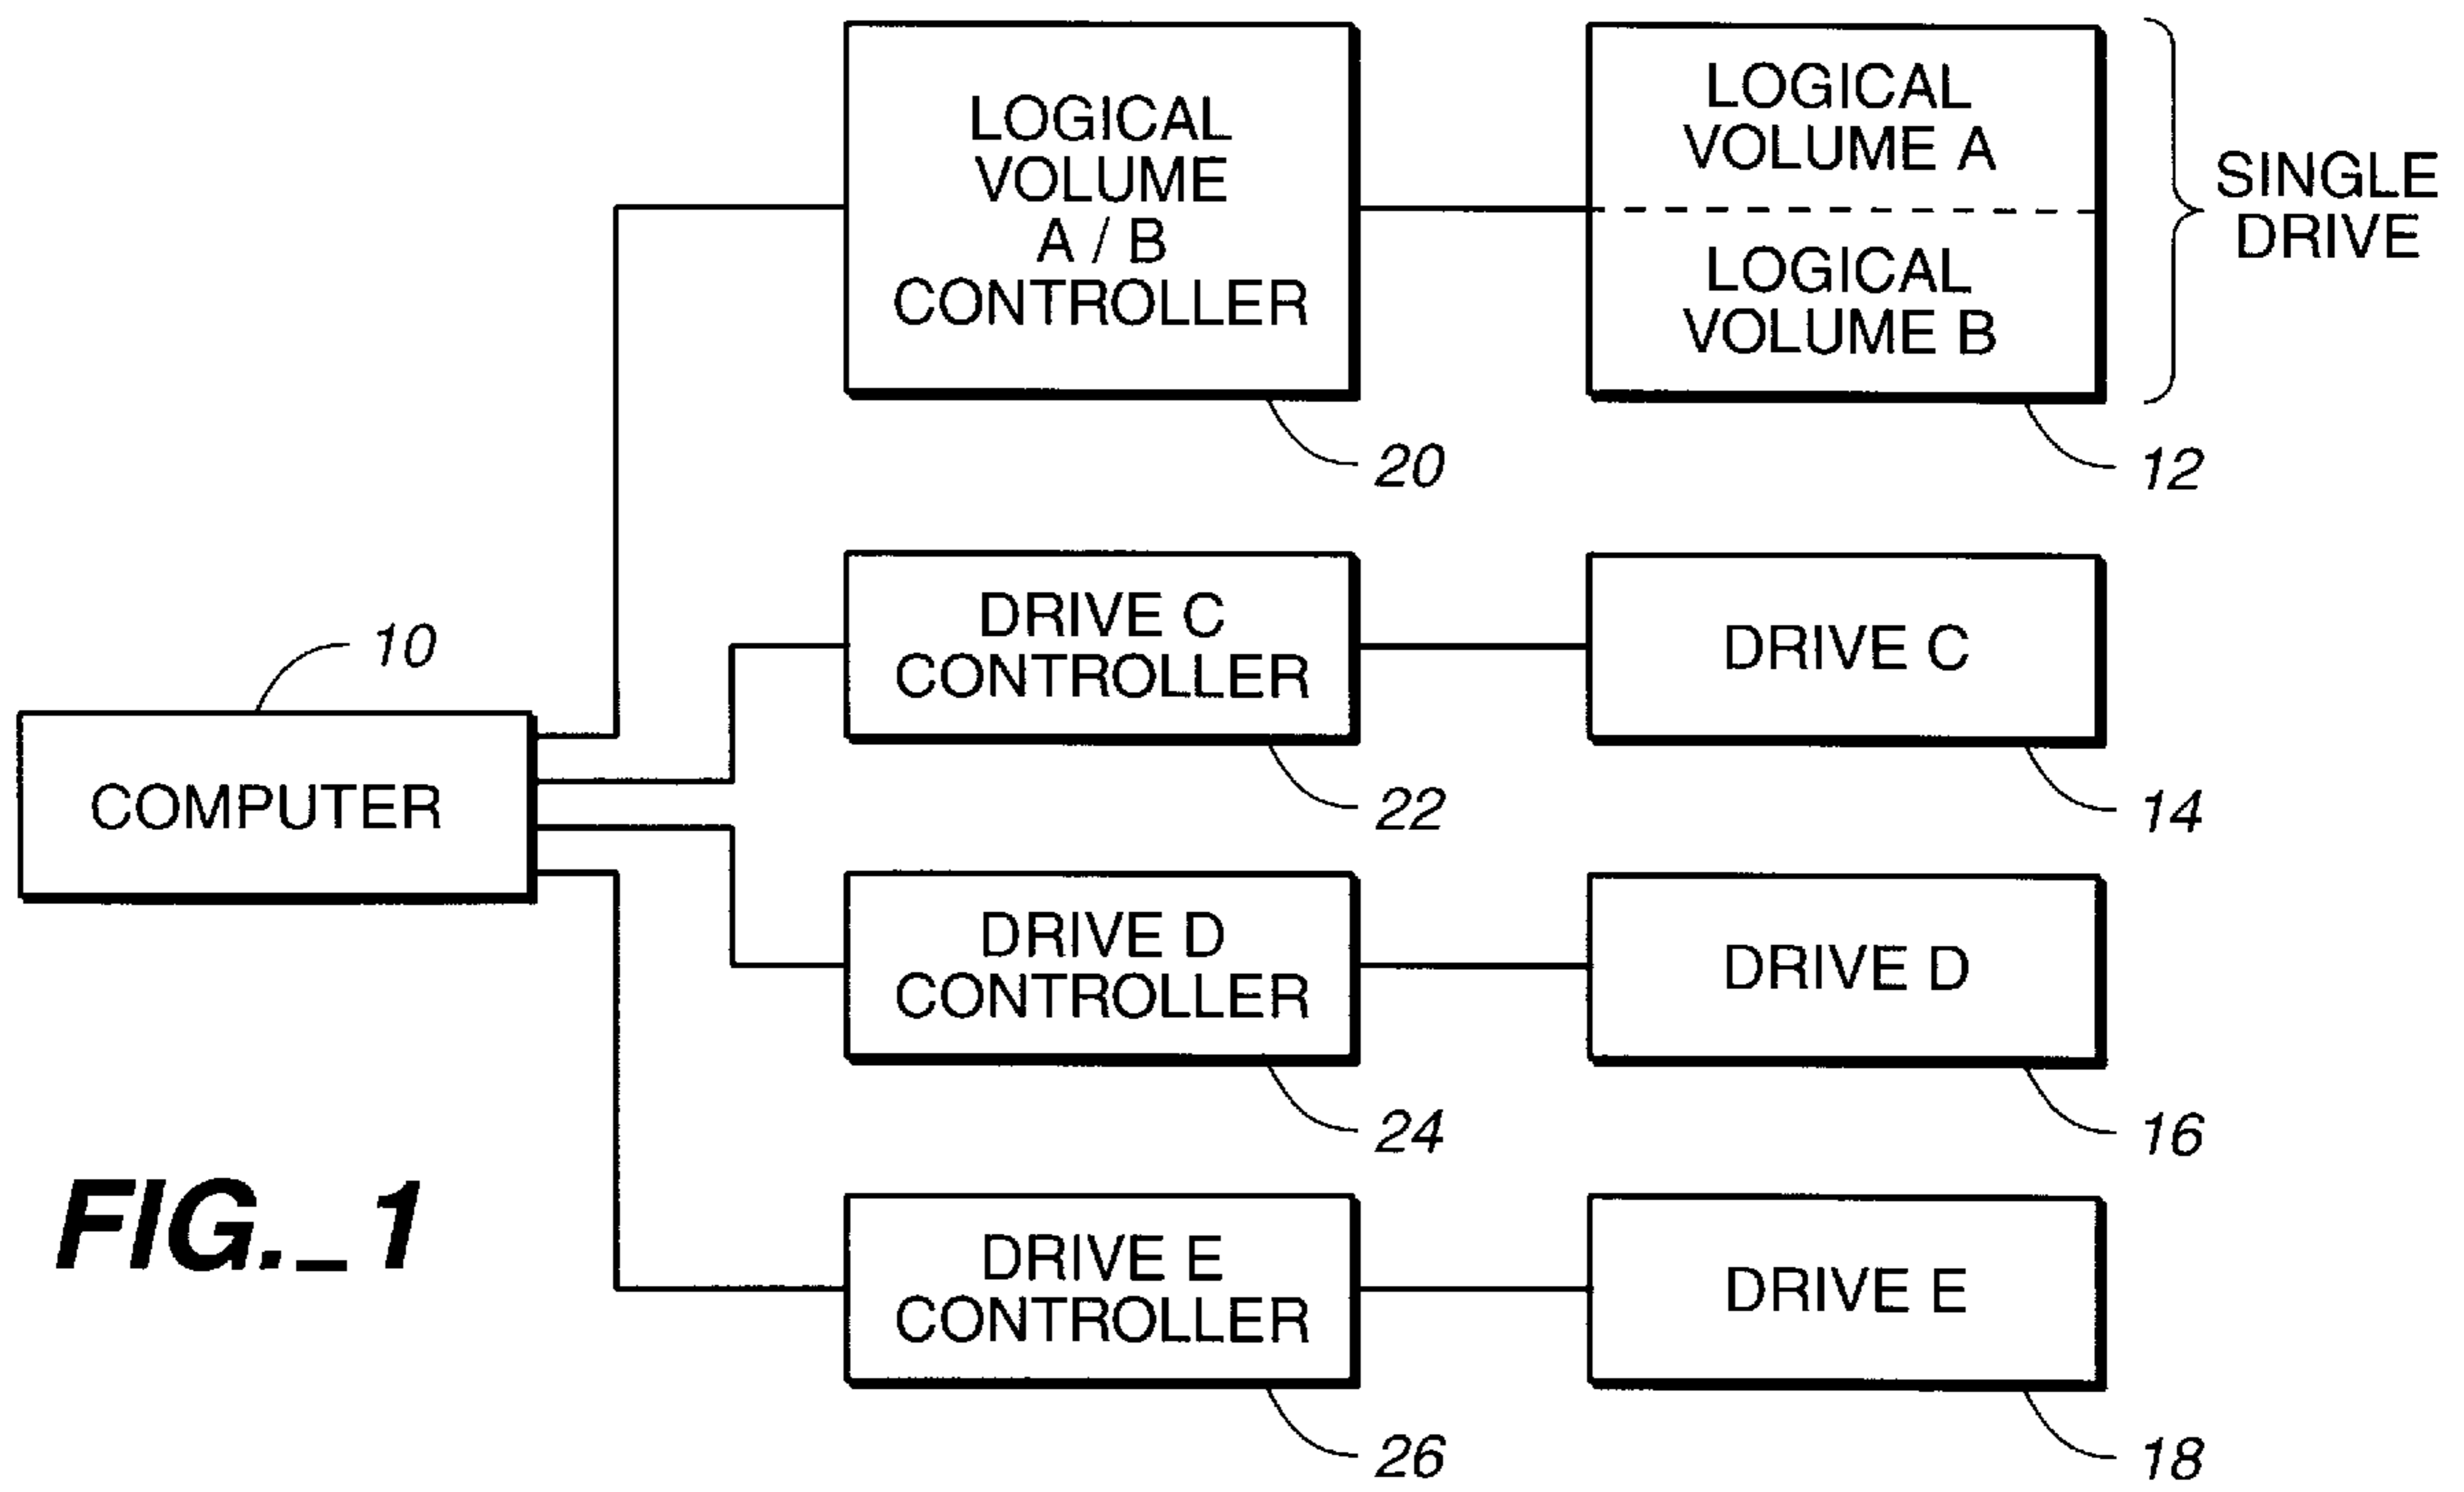 LOGICAL
VOLUME
A / B
CONTROLLER
20
LOGICAL
VOLUME A
LOGICAL
VOLUME B
12
SINGLE
DRIVE
10
COMPUTER
DRIVE C
CONTROLLER
22
DRIVE C
14
DRIVE D
CONTROLLER
24
DRIVE D
16
DRIVE E
CONTROLLER
26
DRIVE E
18
FIG._1